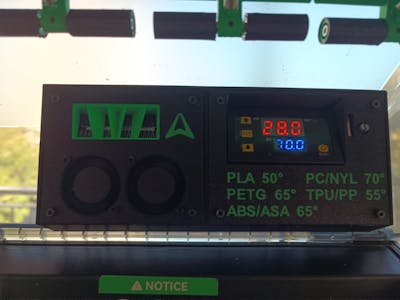 28.0
70.0
PLA 50° PC/NYL 70°
PETG 65° TPU/PP 55°
ABS/ASA 65°
NOTICE